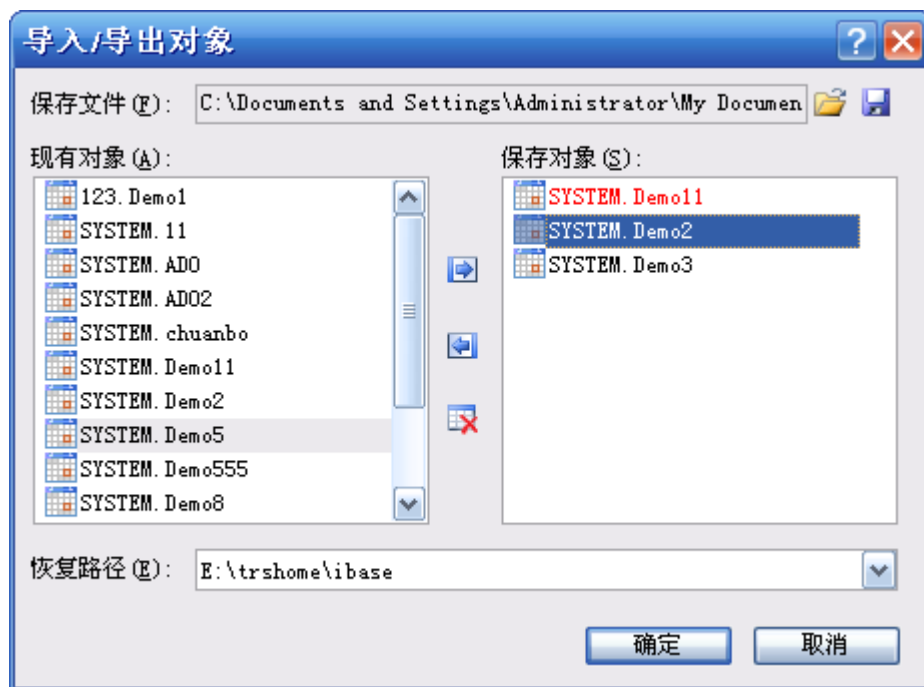 导入/导出对象
保存文件(F): C:\Documents and Settings\Administrator\My Documen
现有对象(A):
123.Demo1
SYSTEM.11
SYSTEM.ADO
SYSTEM.ADO2
SYSTEM.chuanbo
SYSTEM.Demo11
SYSTEM.Demo2
SYSTEM.Demo5
SYSTEM.Demo555
SYSTEM.Demo8
保存对象(S):
SYSTEM.Demo11
SYSTEM.Demo2
SYSTEM.Demo3
恢复路径(E): E:\trshome\ibase
确定 取消